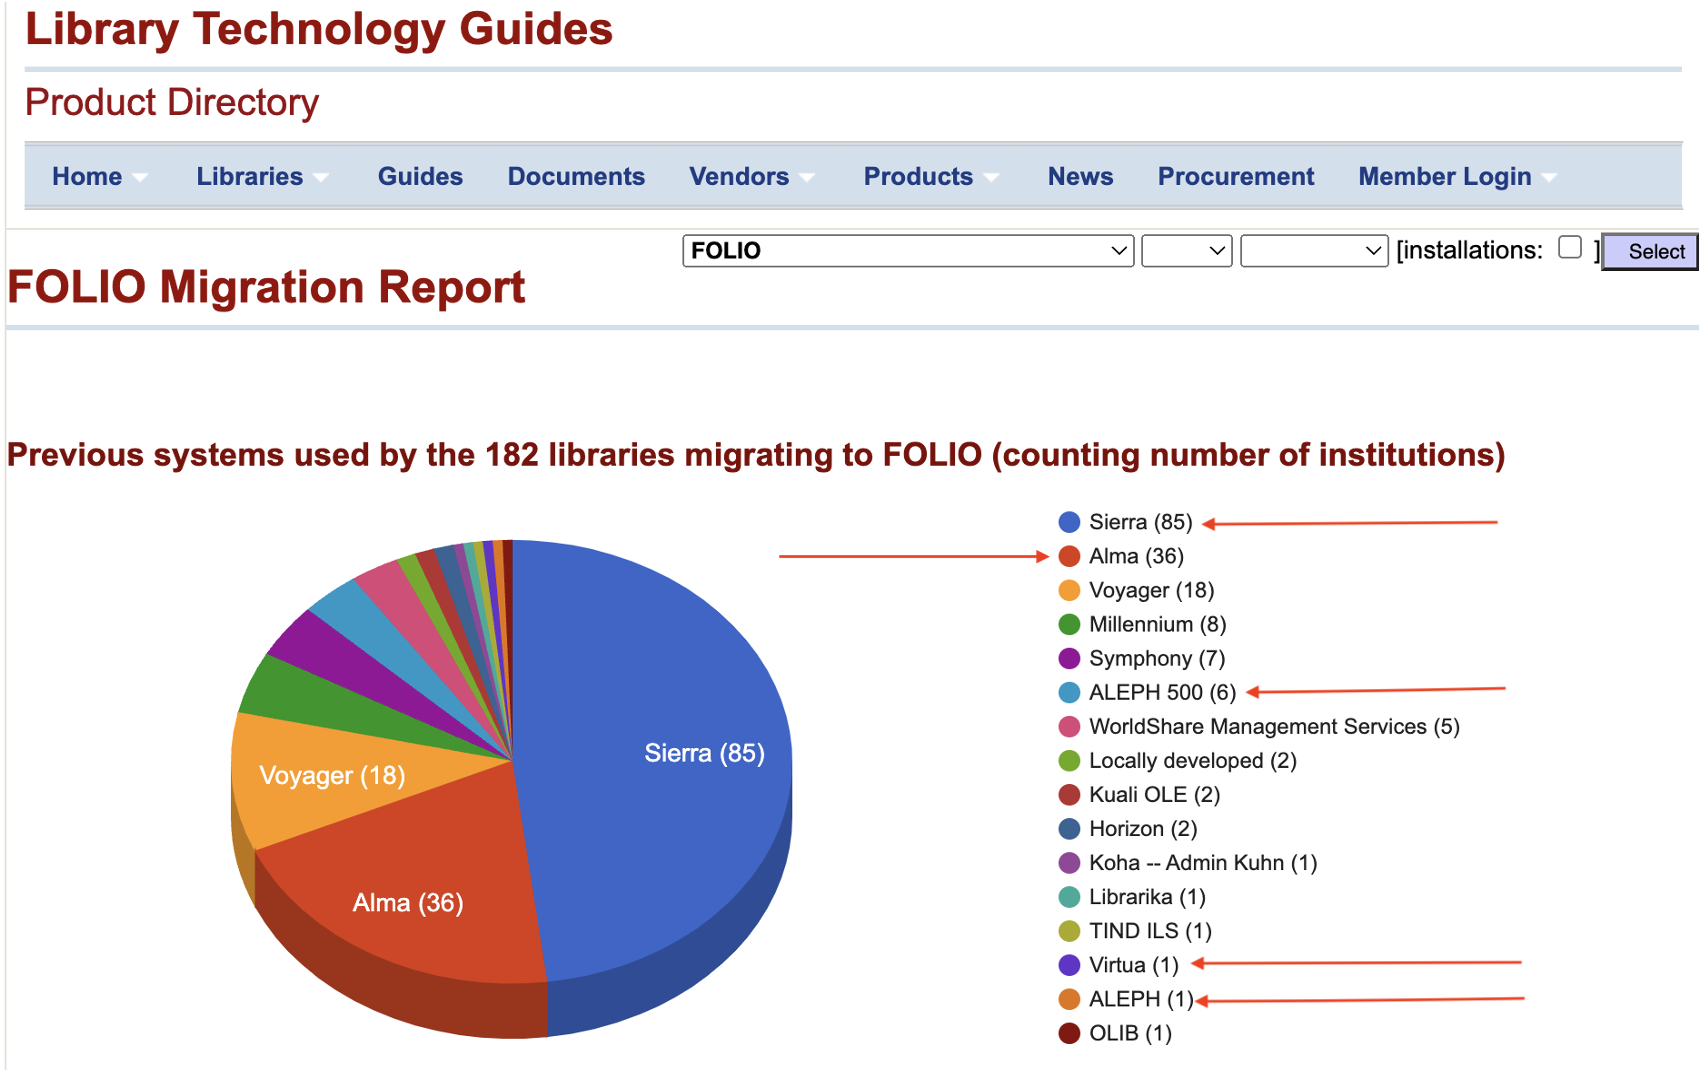 Library Technology Guides
Product Directory
Home Libraries Guides Documents Vendors Products News Procurement Member Login
FOLIO [installations: ] Select
FOLIO Migration Report
Previous systems used by the 182 libraries migrating to FOLIO (counting number of institutions)
Sierra (85)
Alma (36)
Voyager (18)
Millennium (8)
Symphony (7)
ALEPH 500 (6)
WorldShare Management Services (5)
Locally developed (2)
Kuali OLE (2)
Horizon (2)
Koha -- Admin Kuhn (1)
Librarika (1)
TIND ILS (1)
Virtua (1)
ALEPH (1)
OLIB (1)
Sierra (85)
Voyager (18)
Alma (36)